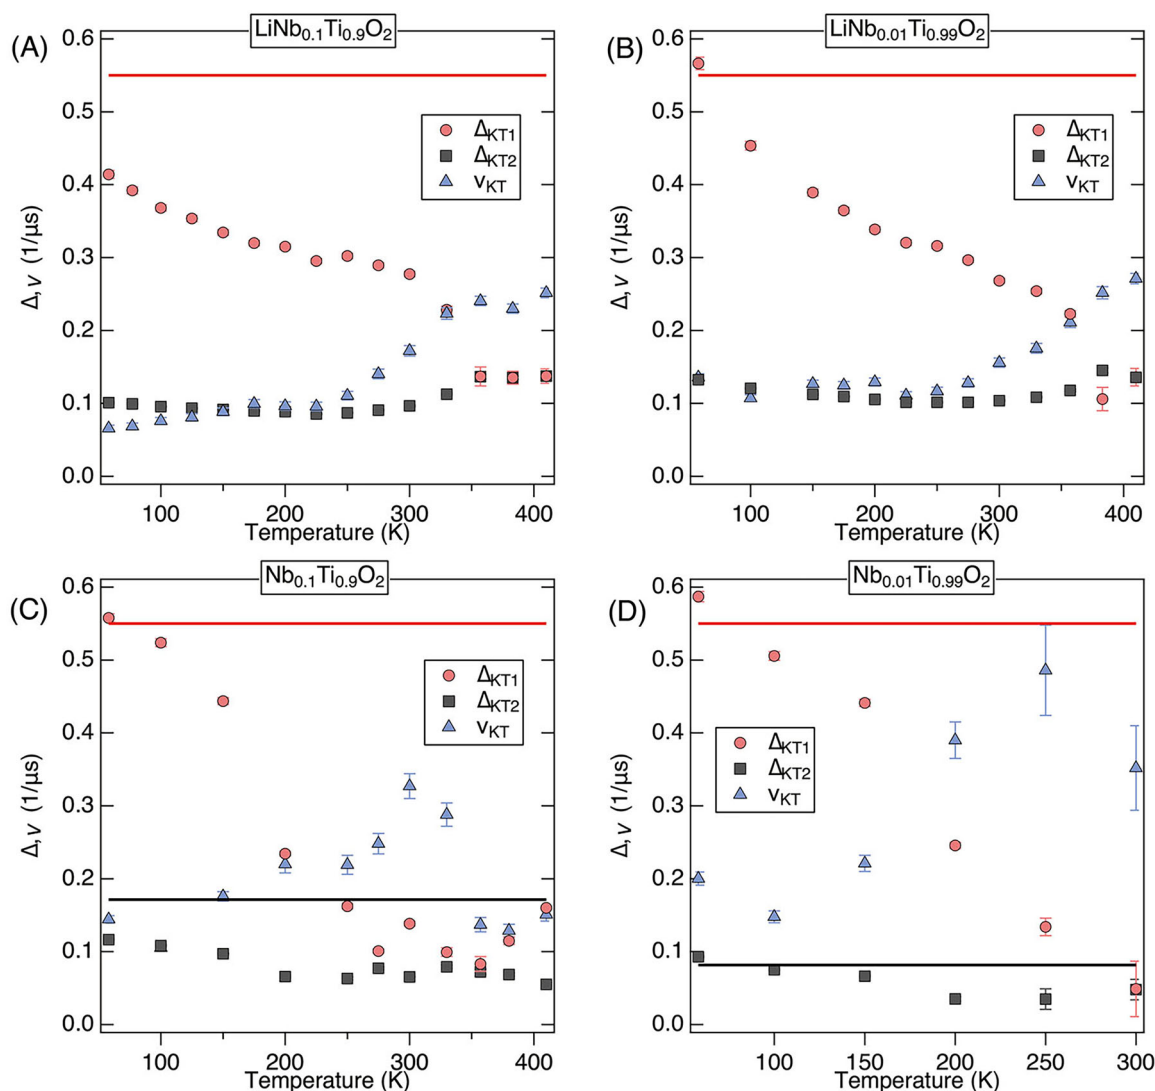 (A)
LiNb0.1Ti0.9O2
0.6
0.5
0.4
0.3
0.2
0.1
0.0
Δ, ν (1/μs)
ΔKT1
ΔKT2
νKT
100
200
300
400
Temperature (K)
(B)
LiNb0.01Ti0.99O2
0.6
0.5
0.4
0.3
0.2
0.1
0.0
Δ, ν (1/μs)
ΔKT1
ΔKT2
νKT
100
200
300
400
Temperature (K)
(C)
Nb0.1Ti0.9O2
0.6
0.5
0.4
0.3
0.2
0.1
0.0
Δ, ν (1/μs)
ΔKT1
ΔKT2
νKT
100
200
300
400
Temperature (K)
(D)
Nb0.01Ti0.99O2
0.6
0.5
0.4
0.3
0.2
0.1
0.0
Δ, ν (1/μs)
ΔKT1
ΔKT2
νKT
100
150
200
250
300
Temperature (K)